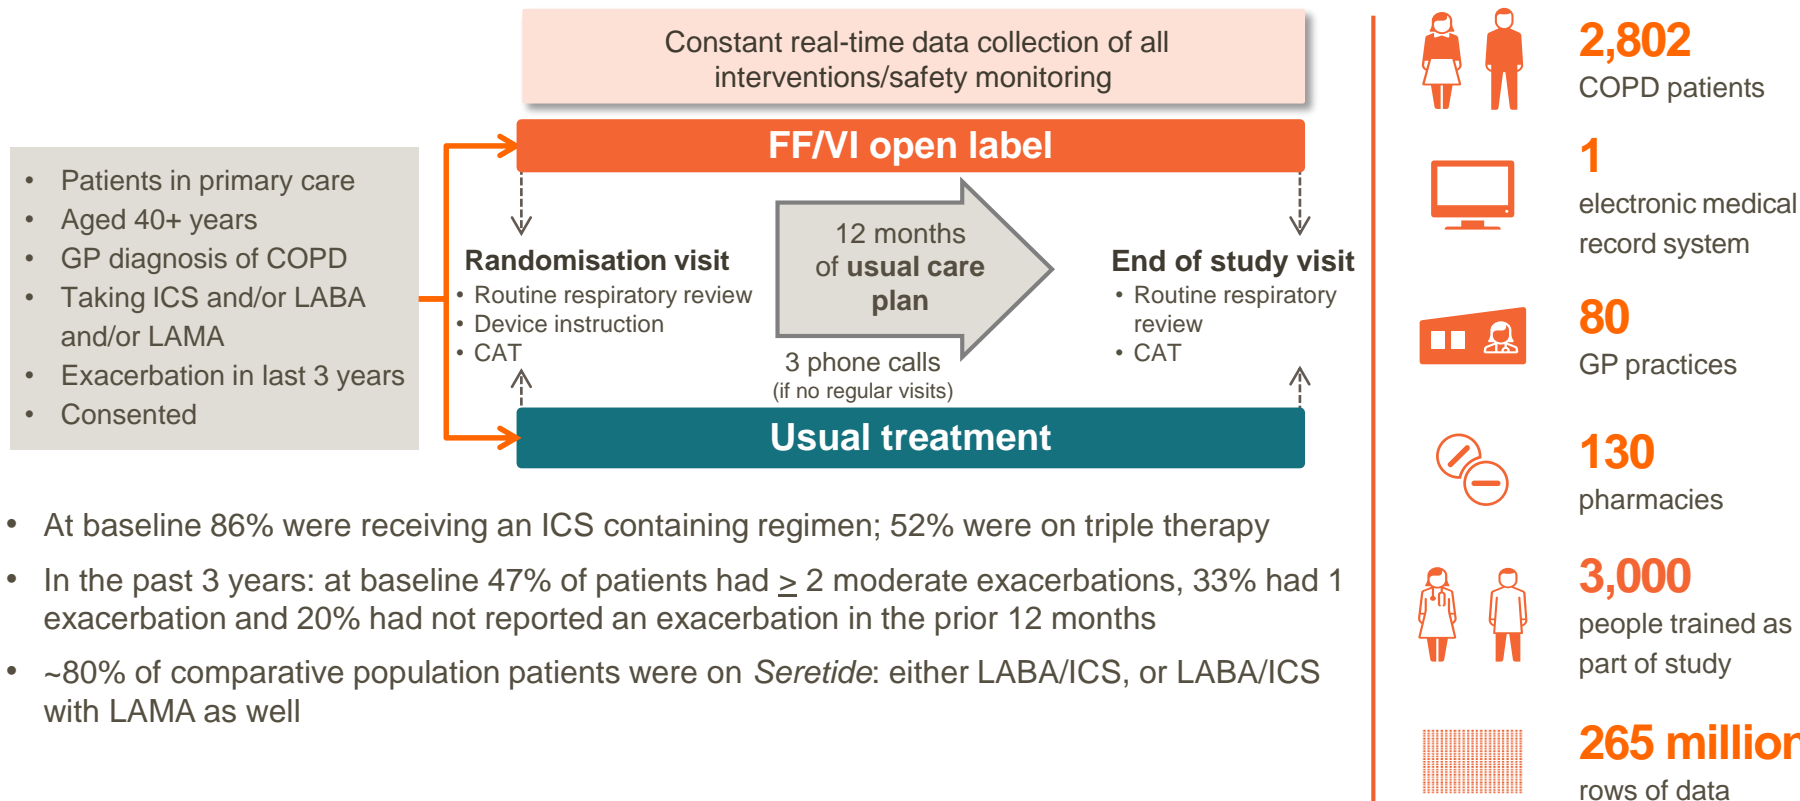 Constant real-time data collection of all
interventions/safety monitoring
FF/VI open label
• Patients in primary care
• Aged 40+ years
• GP diagnosis of COPD
• Taking ICS and/or LABA
and/or LAMA
• Exacerbation in last 3 years
• Consented
Randomisation visit
• Routine respiratory review
• Device instruction
• CAT
12 months
of usual care
plan
3 phone calls
(if no regular visits)
End of study visit
• Routine respiratory
review
• CAT
Usual treatment
• At baseline 86% were receiving an ICS containing regimen; 52% were on triple therapy
• In the past 3 years: at baseline 47% of patients had ≥ 2 moderate exacerbations, 33% had 1
exacerbation and 20% had not reported an exacerbation in the prior 12 months
• ~80% of comparative population patients were on Seretide: either LABA/ICS, or LABA/ICS
with LAMA as well
2,802
COPD patients
1
electronic medical
record system
80
GP practices
130
pharmacies
3,000
people trained as
part of study
265 million
rows of data